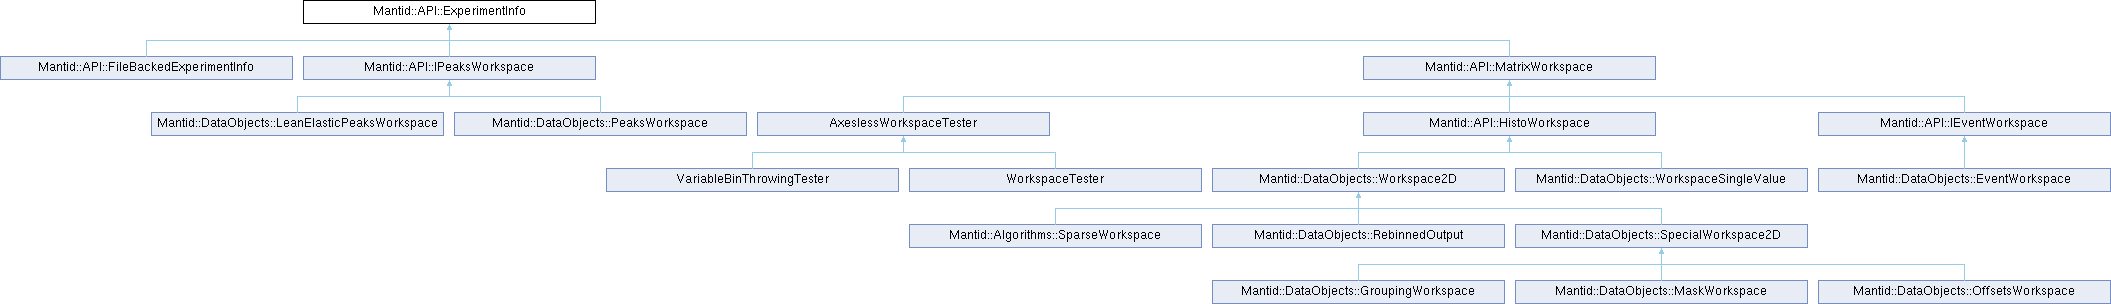 Mantid::API::ExperimentInfo
Mantid::API::FileBackedExperimentInfo
Mantid::API::IPeaksWorkspace
Mantid::API::MatrixWorkspace
Mantid::DataObjects::LeanElasticPeaksWorkspace
Mantid::DataObjects::PeaksWorkspace
AxeslessWorkspaceTester
Mantid::API::HistoWorkspace
Mantid::API::IEventWorkspace
VariableBinThrowingTester
WorkspaceTester
Mantid::DataObjects::Workspace2D
Mantid::DataObjects::WorkspaceSingleValue
Mantid::DataObjects::EventWorkspace
Mantid::Algorithms::SparseWorkspace
Mantid::DataObjects::RebinnedOutput
Mantid::DataObjects::SpecialWorkspace2D
Mantid::DataObjects::GroupingWorkspace
Mantid::DataObjects::MaskWorkspace
Mantid::DataObjects::OffsetsWorkspace